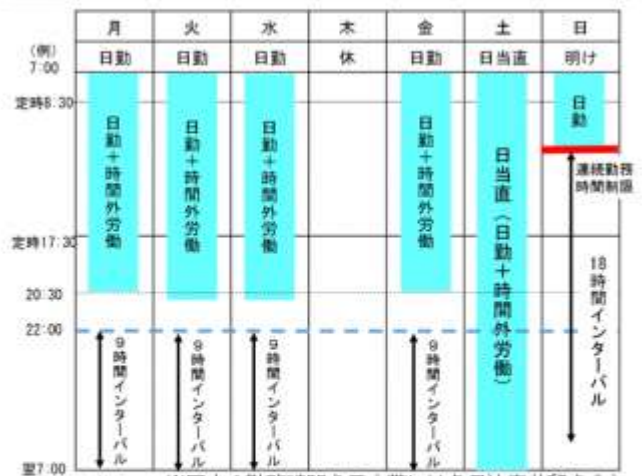 月 火 水 木 金 土 日
(例) 日勤 日勤 日勤 休 日勤 日当直 明け
7:00
定時8:30
定時17:30
20:30
22:00
翌7:00
日勤+時間外労働
日勤+時間外労働
日勤+時間外労働
日勤+時間外労働
日当直(日勤+時間外労働)
日勤
連続勤務
時間制限
9時間インターバル
9時間インターバル
9時間インターバル
9時間インターバル
18時間インターバル